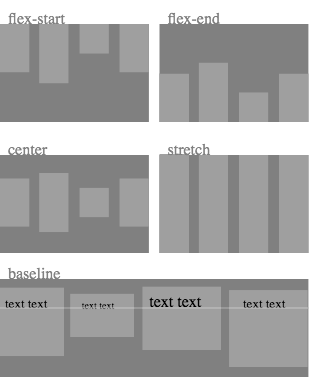 flex-start
flex-end
center
stretch
baseline
text text
text text
text text
text text